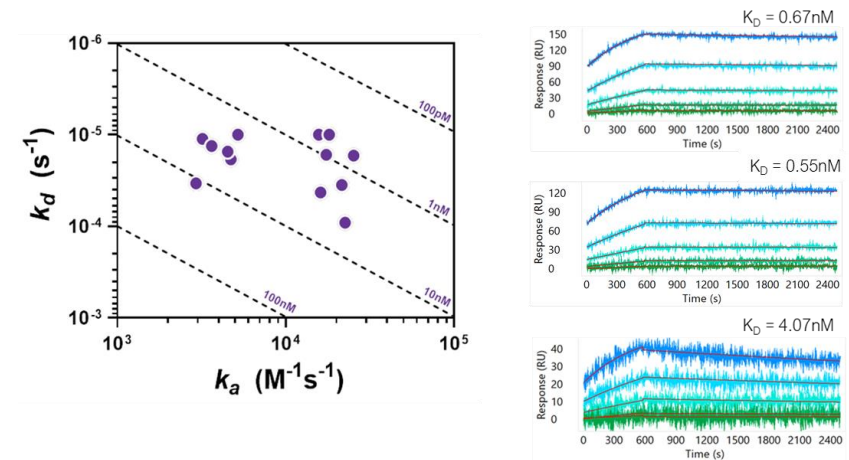 10⁻⁶
10⁻⁵
10⁻⁴
10⁻³
k_d (s⁻¹)
100pM
1nM
10nM
100nM
10³
10⁴
10⁵
k_a (M⁻¹s⁻¹)
K_D = 0.67nM
Response (RU)
150
120
90
60
30
0
0 300 600 900 1200 1500 1800 2100 2400
Time (s)
K_D = 0.55nM
Response (RU)
120
90
60
30
0
0 300 600 900 1200 1500 1800 2100 2400
Time (s)
K_D = 4.07nM
Response (RU)
40
30
20
10
0
0 300 600 900 1200 1500 1800 2100 2400
Time (s)